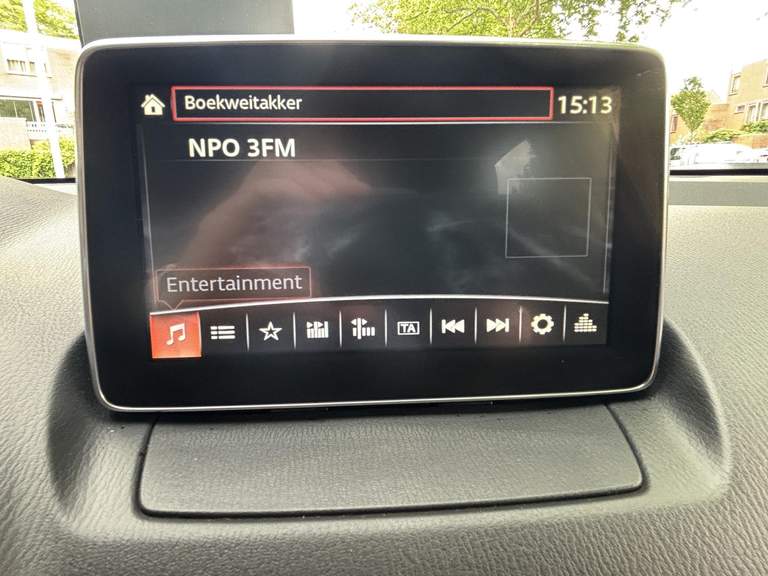 Boekweitakker
15:13
NPO 3FM
Entertainment
TA